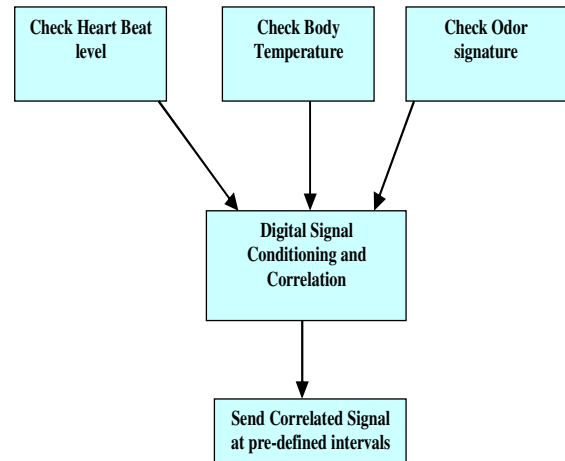 Check Heart Beat
level
Check Body
Temperature
Check Odor
signature
Digital Signal
Conditioning and
Correlation
Send Correlated Signal
at pre-defined intervals